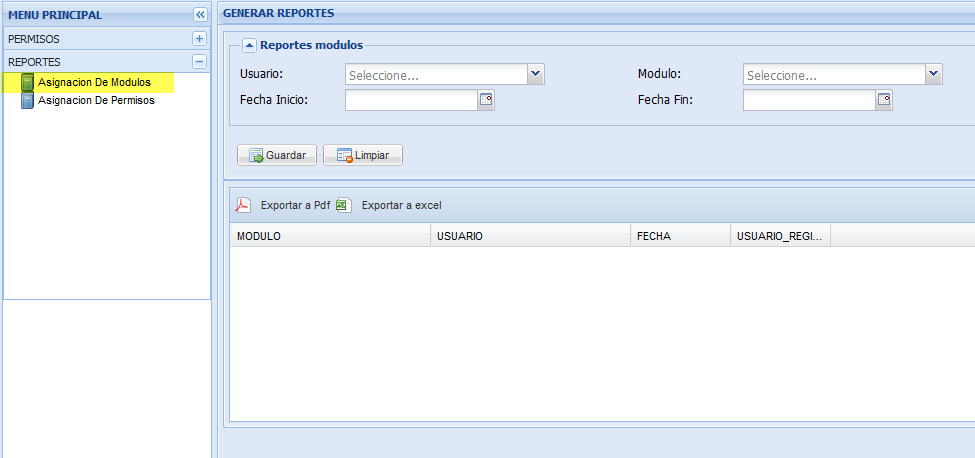 MENU PRINCIPAL
PERMISOS
REPORTES
Asignacion De Modulos
Asignacion De Permisos
GENERAR REPORTES
Reportes modulos
Usuario: Seleccione... Modulo: Seleccione...
Fecha Inicio: Fecha Fin:
Guardar Limpiar
Exportar a Pdf Exportar a excel
MODULO USUARIO FECHA USUARIO_REGI...